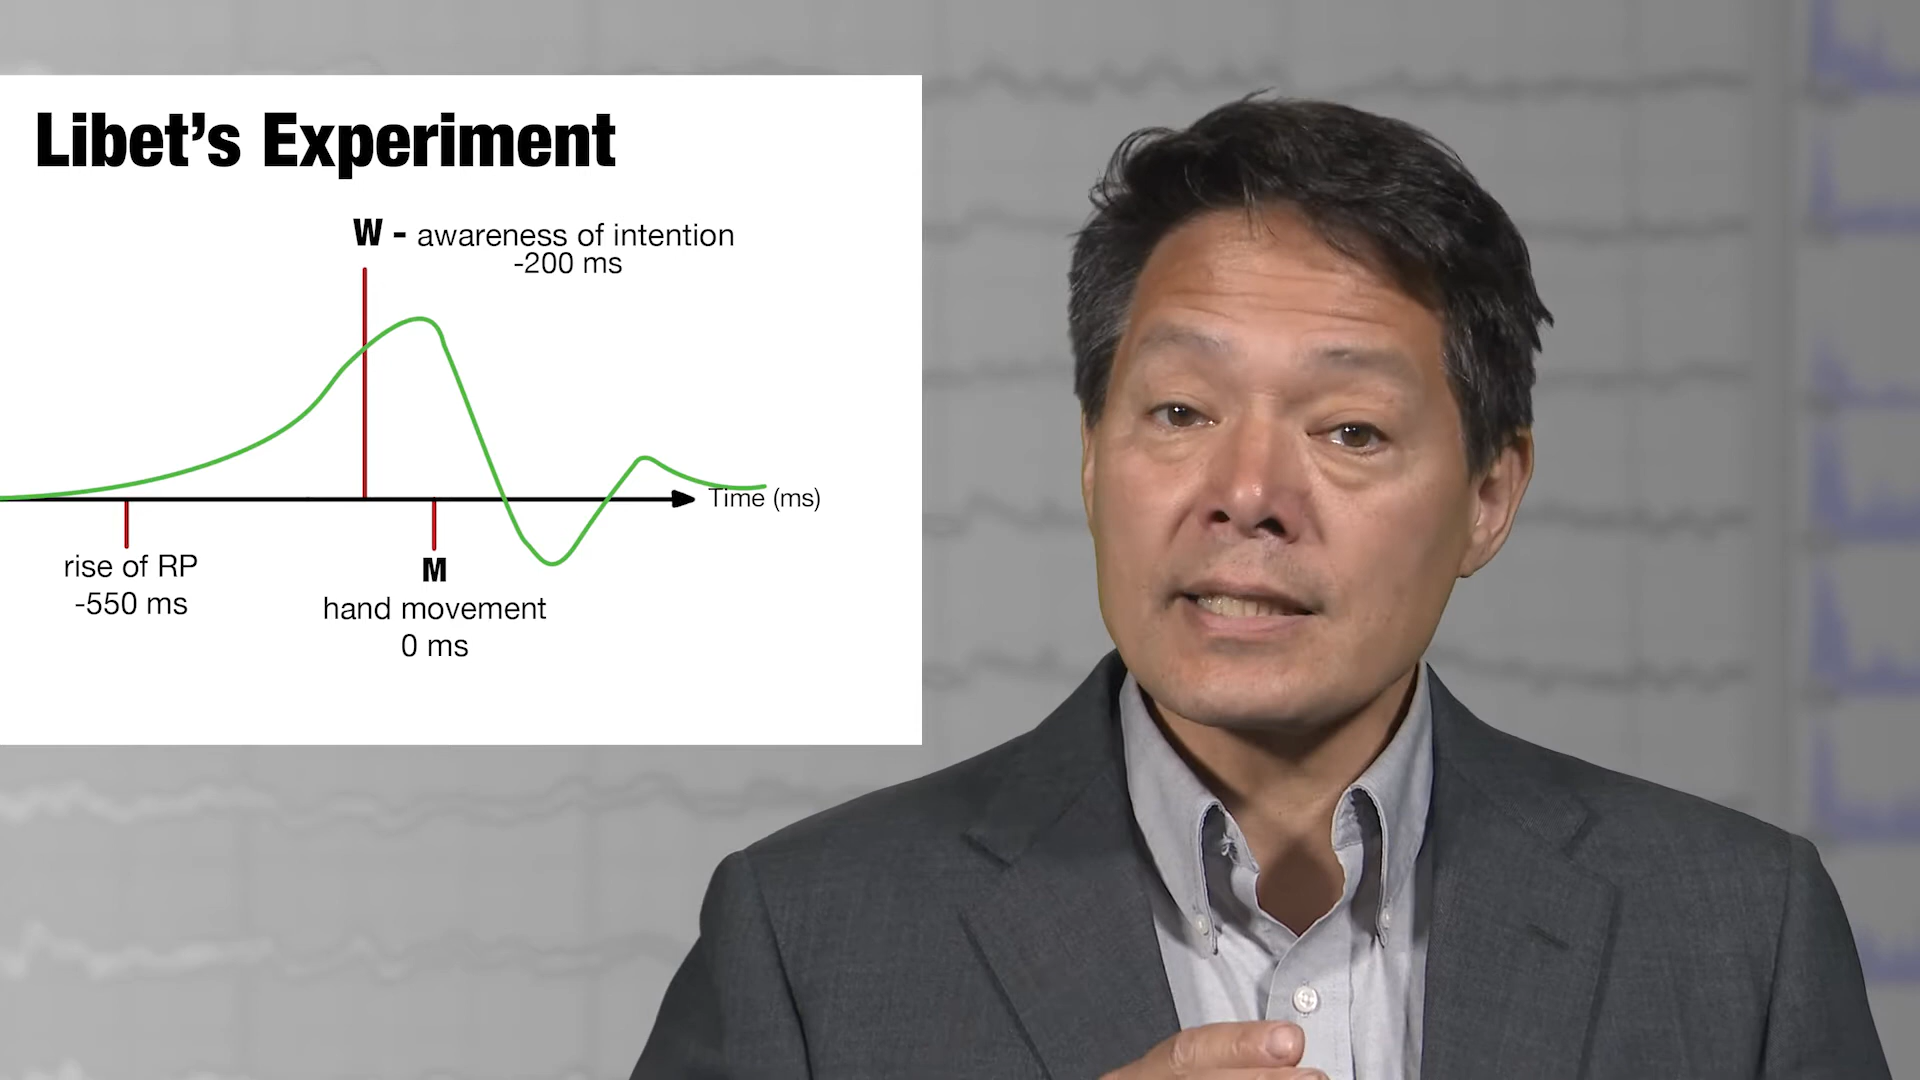 Libet’s Experiment
W - awareness of intention
-200 ms
Time (ms)
rise of RP
-550 ms
M
hand movement
0 ms